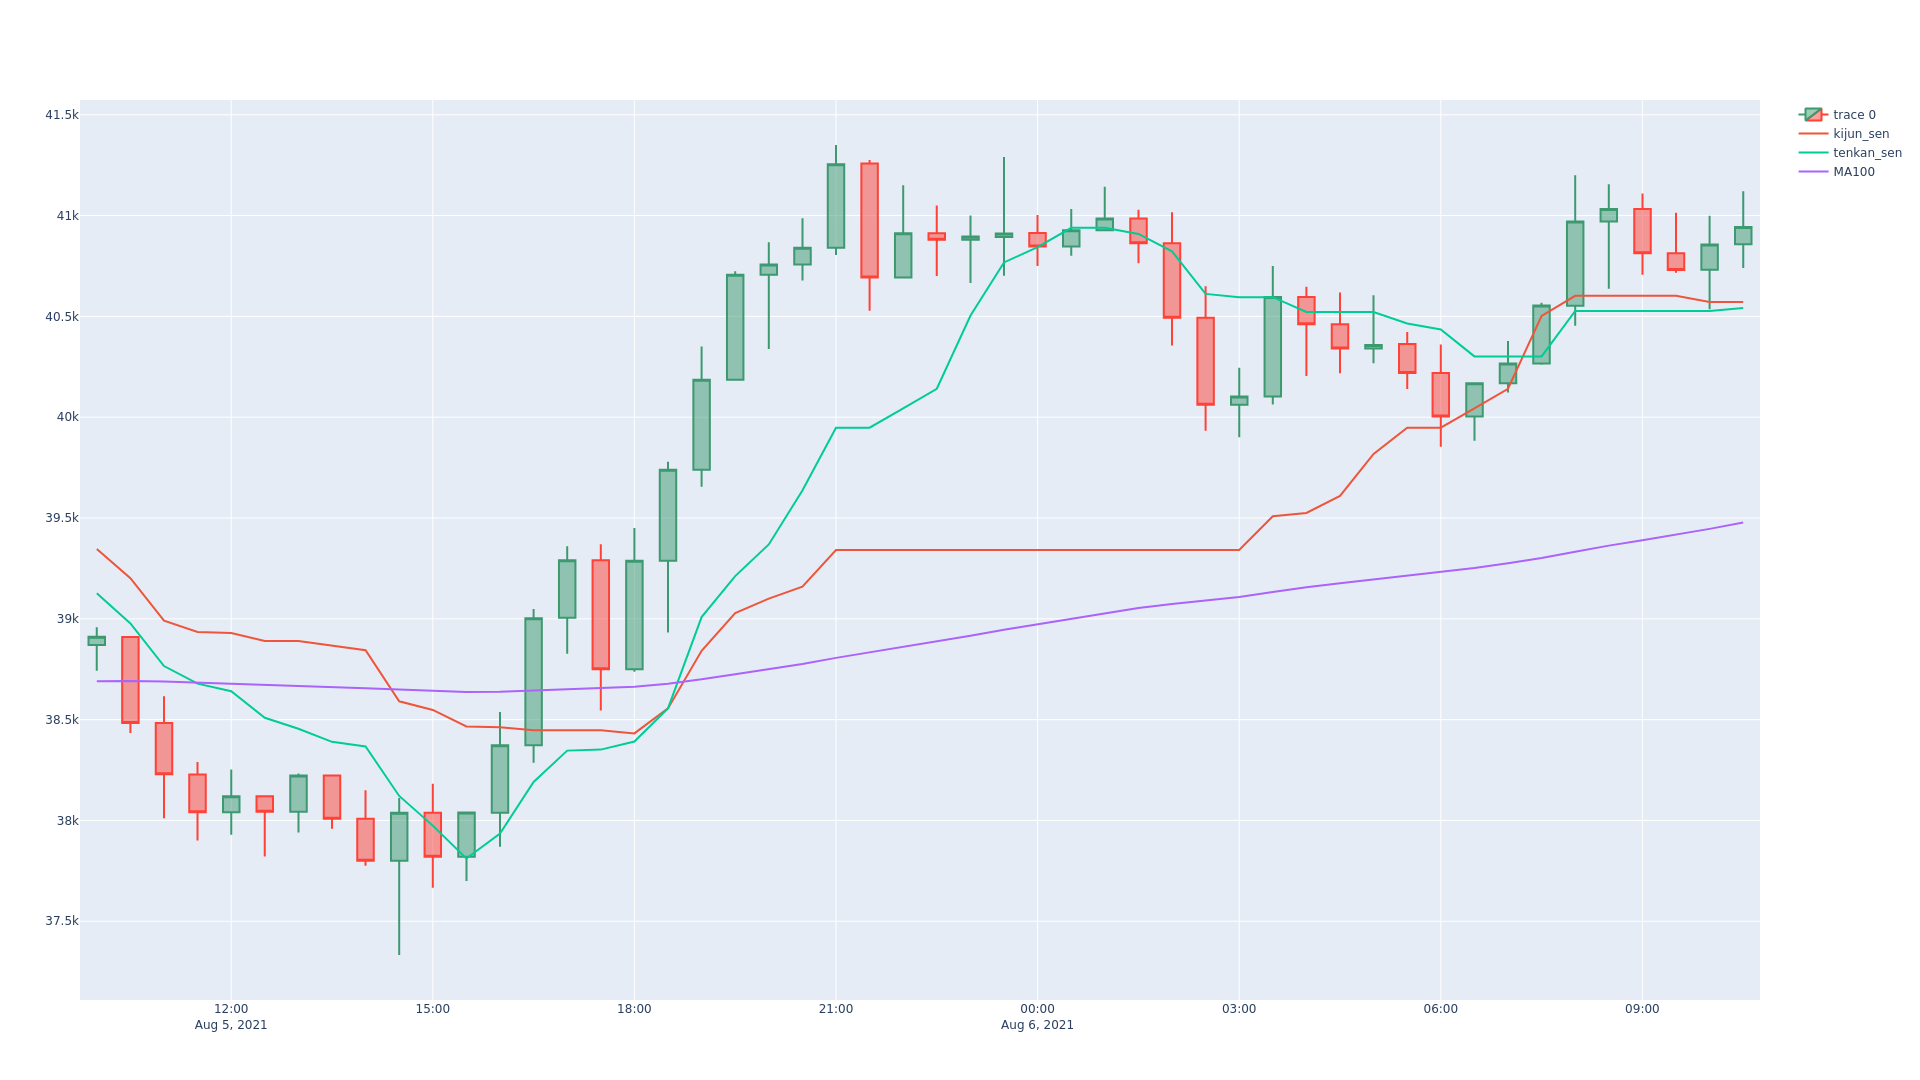 41.5k
41k
40.5k
40k
39.5k
39k
38.5k
38k
37.5k
12:00 15:00 18:00 21:00 00:00 03:00 06:00 09:00
Aug 5, 2021 Aug 6, 2021
trace 0
kijun_sen
tenkan_sen
MA100